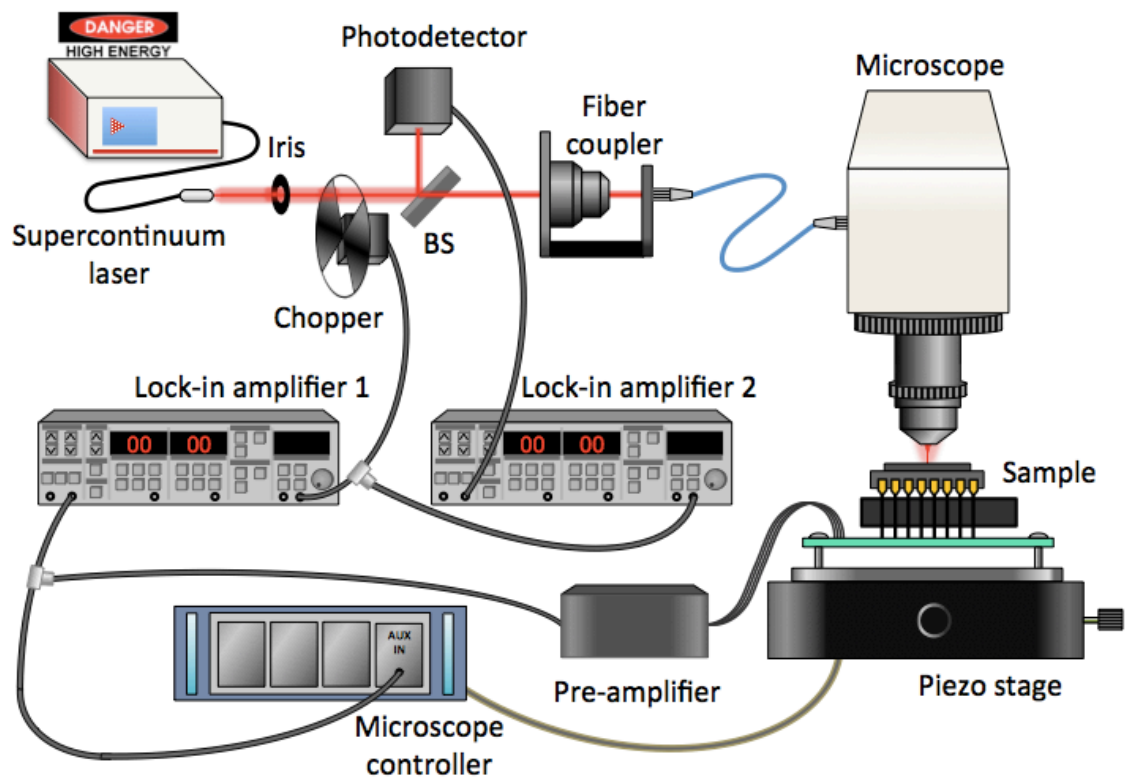 DANGER
HIGH ENERGY
Photodetector
Microscope
Fiber
coupler
Iris
Supercontinuum
laser
BS
Chopper
Lock-in amplifier 1
Lock-in amplifier 2
00 00
00 00
Sample
AUX
IN
Pre-amplifier
Piezo stage
Microscope
controller